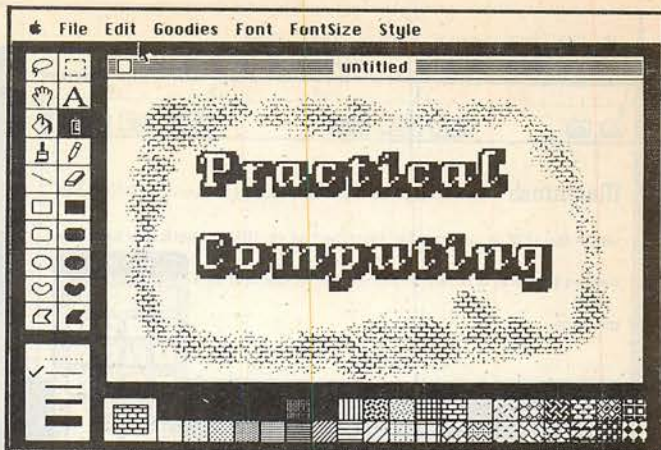 File Edit Goodies Font FontSize Style
untitled
A
Practical
Computing